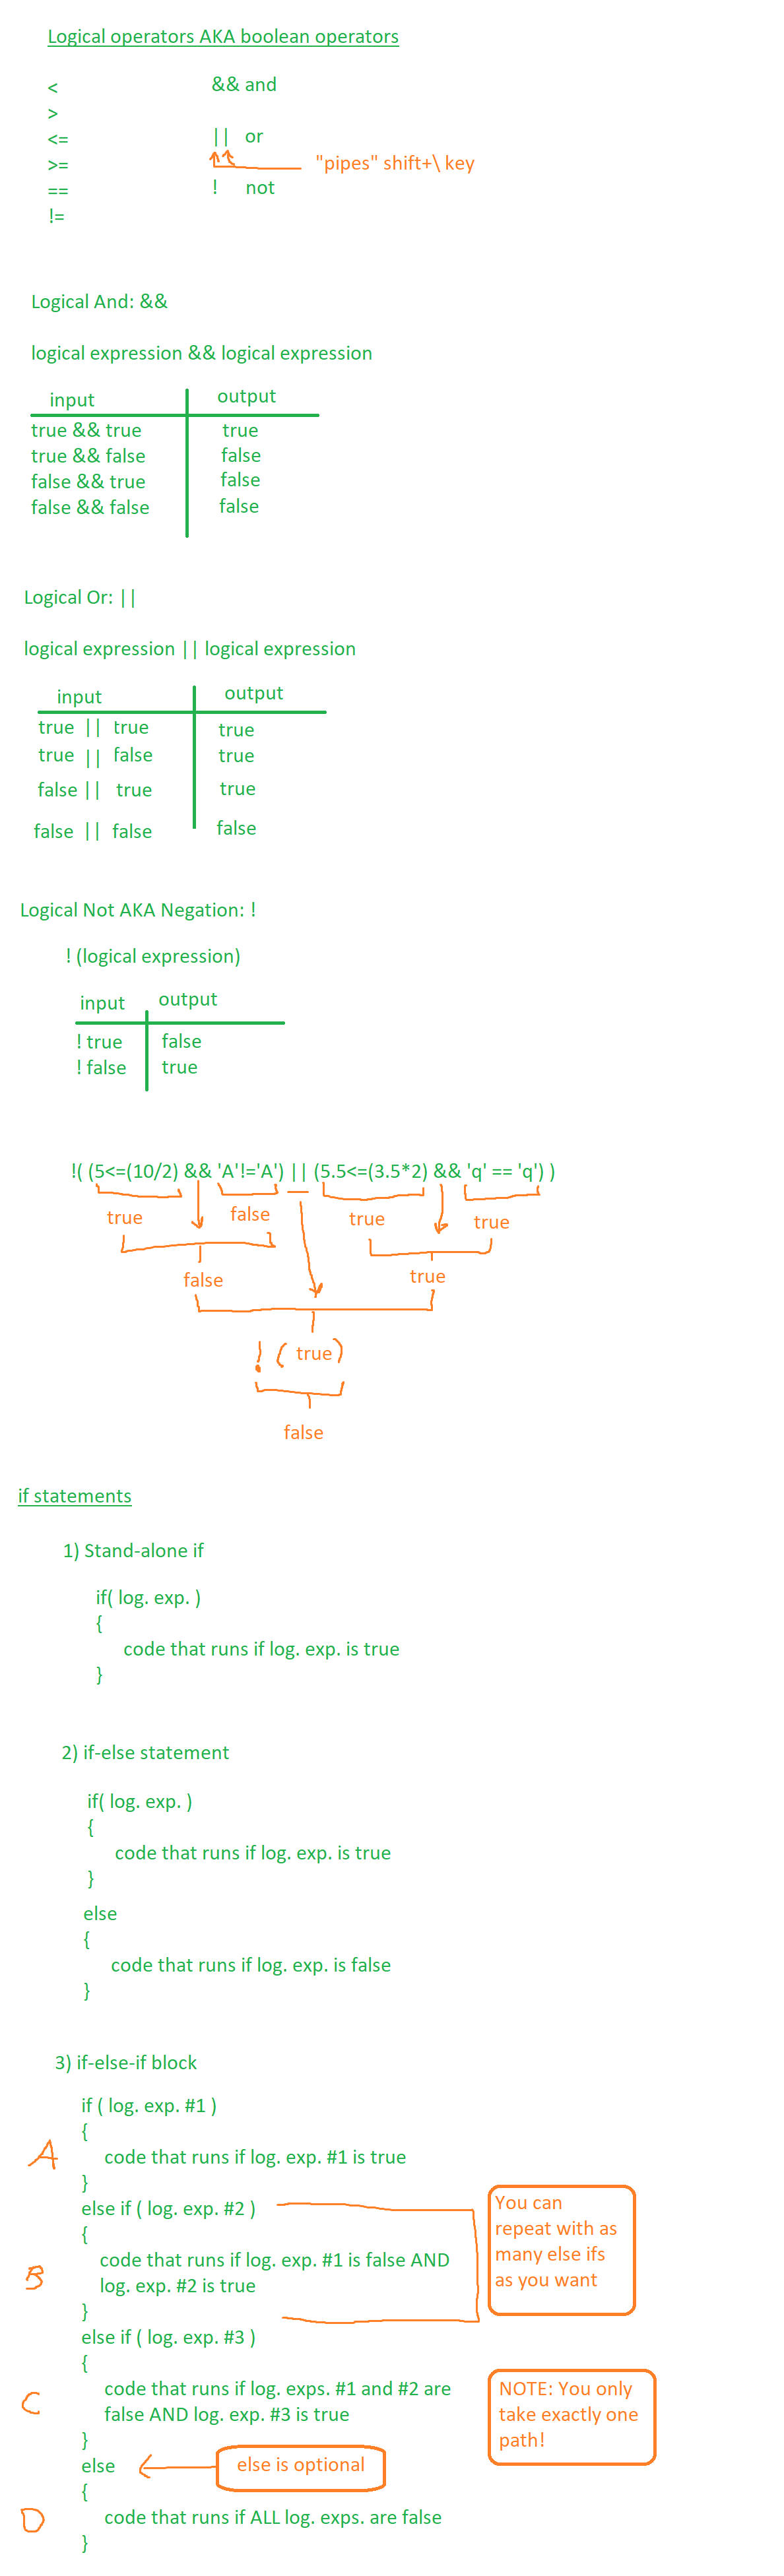 Logical operators AKA boolean operators
<
>
<=
>=
==
!=
&& and
|| or
"pipes" shift+\ key
! not
Logical And: &&
logical expression && logical expression
input output
true && true true
true && false false
false && true false
false && false false
Logical Or: ||
logical expression || logical expression
input output
true || true true
true || false true
false || true true
false || false false
Logical Not AKA Negation: !
! (logical expression)
input output
! true false
! false true
!( (5<=(10/2) && 'A'!='A') || (5.5<=(3.5*2) && 'q' == 'q') )
true false true true
false true
! ( true )
false
if statements
1) Stand-alone if
if( log. exp. )
{
code that runs if log. exp. is true
}
2) if-else statement
if( log. exp. )
{
code that runs if log. exp. is true
}
else
{
code that runs if log. exp. is false
}
3) if-else-if block
if ( log. exp. #1 )
{
A code that runs if log. exp. #1 is true
}
else if ( log. exp. #2 )
{
B code that runs if log. exp. #1 is false AND
log. exp. #2 is true
}
You can
repeat with as
many else ifs
as you want
else if ( log. exp. #3 )
{
C code that runs if log. exps. #1 and #2 are
false AND log. exp. #3 is true
}
NOTE: You only
take exactly one
path!
else
else is optional
{
D code that runs if ALL log. exps. are false
}